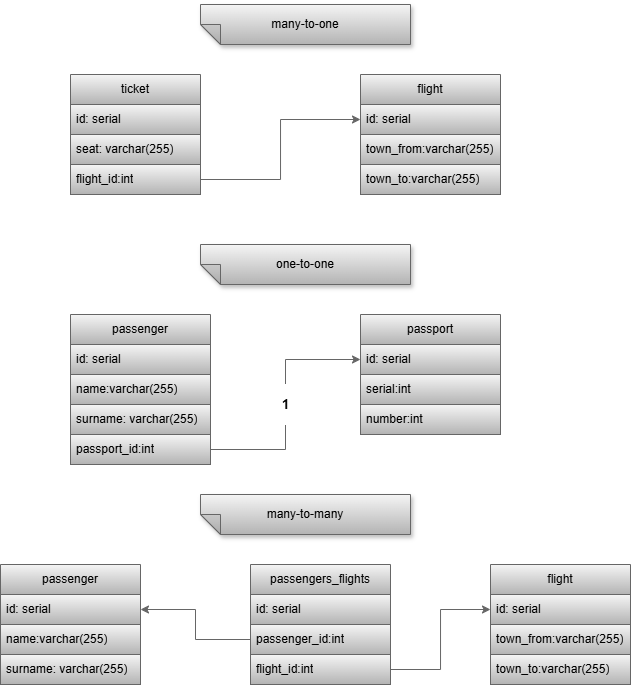 many-to-one
ticket
id: serial
seat: varchar(255)
flight_id:int
flight
id: serial
town_from:varchar(255)
town_to:varchar(255)
one-to-one
passenger
id: serial
name:varchar(255)
surname: varchar(255)
passport_id:int
1
passport
id: serial
serial:int
number:int
many-to-many
passenger
id: serial
name:varchar(255)
surname: varchar(255)
passengers_flights
id: serial
passenger_id:int
flight_id:int
flight
id: serial
town_from:varchar(255)
town_to:varchar(255)